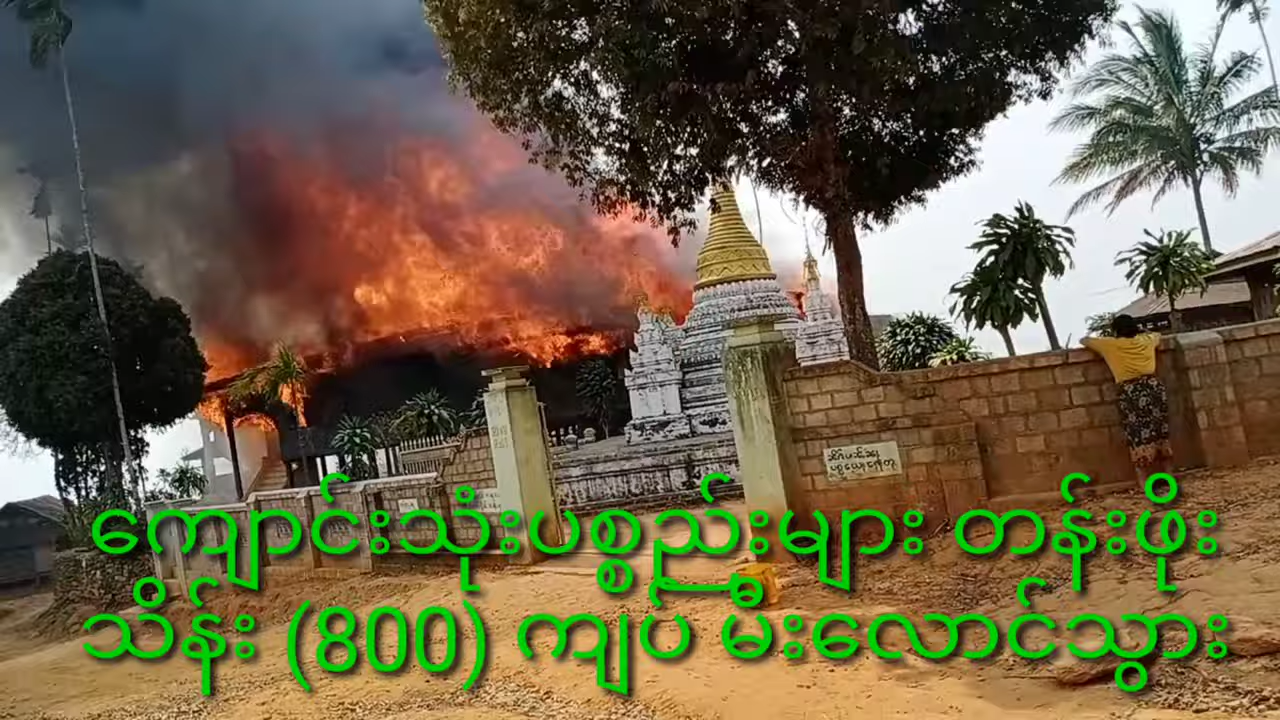 ကျောင်းသုံးပစ္စည်းများ တန်ဖိုး
သိန်း (800) ကျပ် မီးလောင်သွား